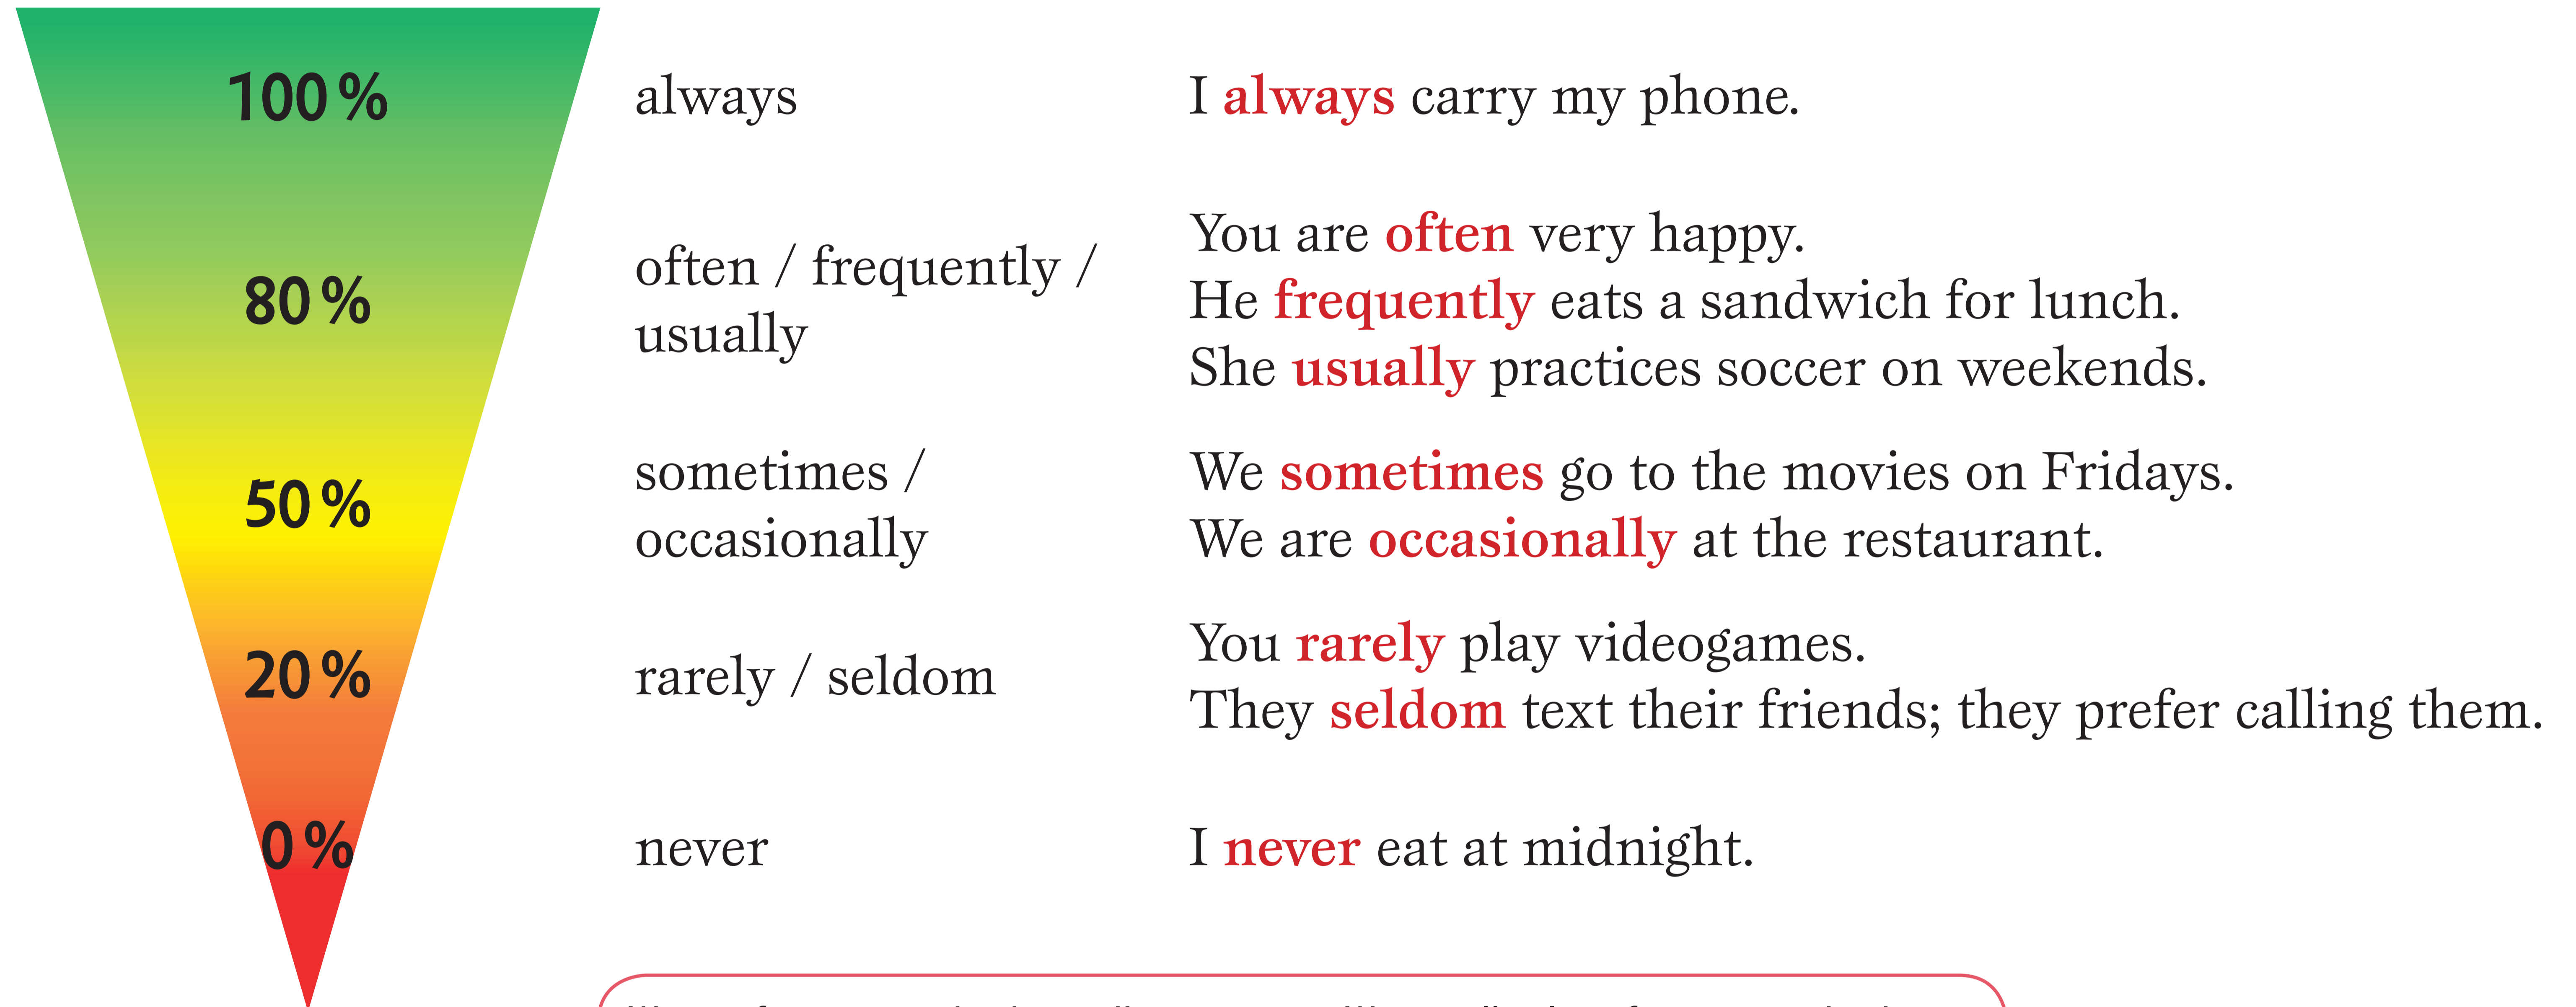 100 %
always
I always carry my phone.
80 %
often / frequently /
usually
You are often very happy.
He frequently eats a sandwich for lunch.
She usually practices soccer on weekends.
50 %
sometimes /
occasionally
We sometimes go to the movies on Fridays.
We are occasionally at the restaurant.
20 %
rarely / seldom
You rarely play videogames.
They seldom text their friends; they prefer calling them.
0 %
never
I never eat at midnight.